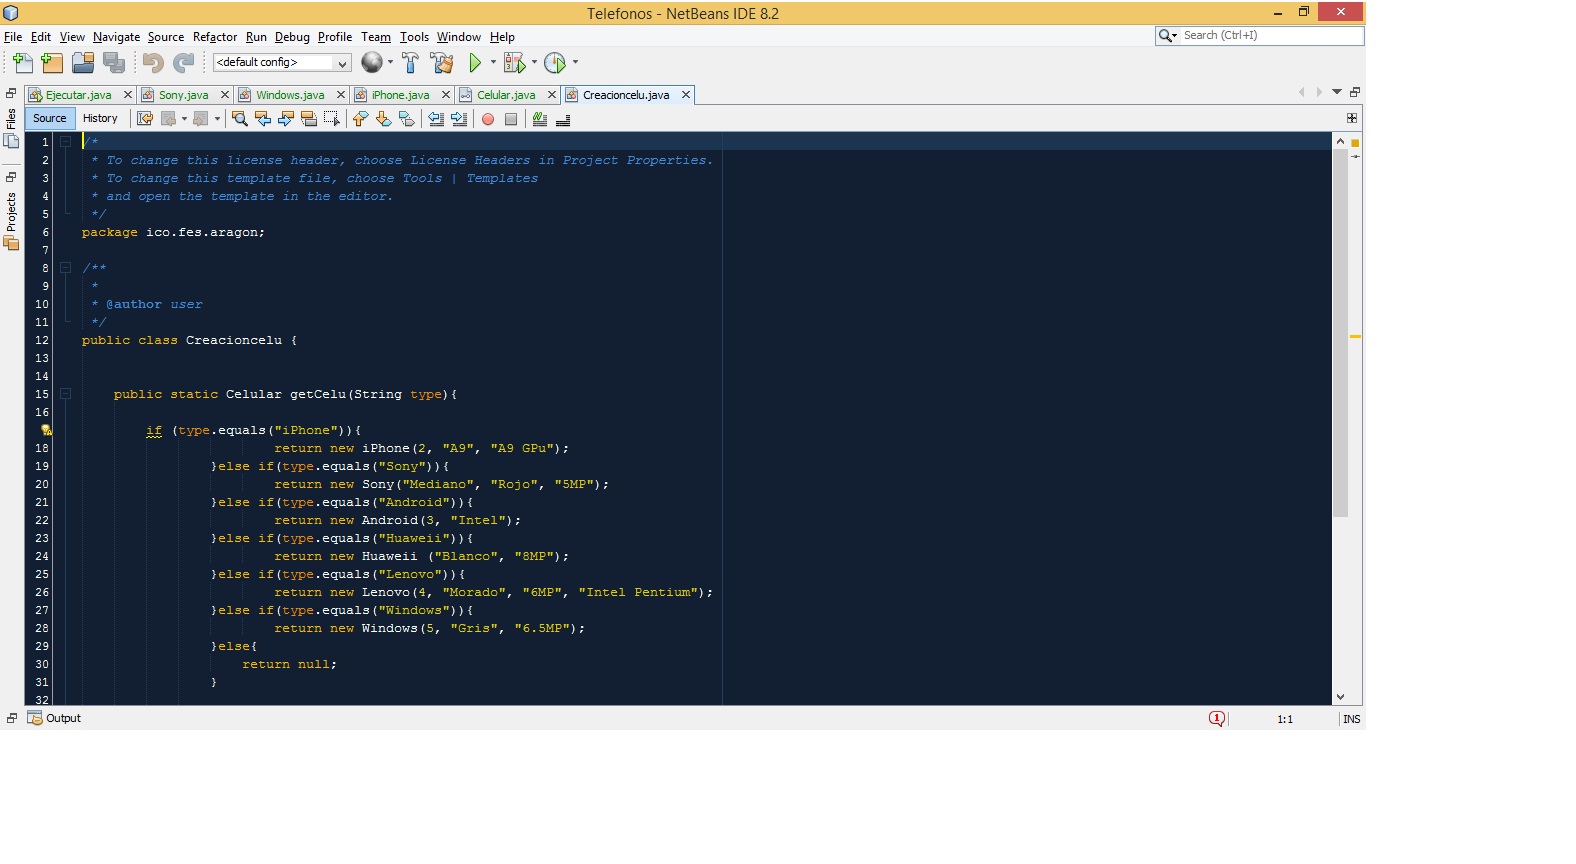 Telefonos - NetBeans IDE 8.2
File Edit View Navigate Source Refactor Run Debug Profile Team Tools Window Help
Search (Ctrl+I)
<default config>
Ejecutar.java Sony.java Windows.java iPhone.java Celular.java Creacioncelu.java
Source History
Files
Projects
1 /*
2 * To change this license header, choose License Headers in Project Properties.
3 * To change this template file, choose Tools | Templates
4 * and open the template in the editor.
5 */
6 package ico.fes.aragon;
7
8 /**
9 *
10 * @author user
11 */
12 public class Creacioncelu {
13
14
15 public static Celular getCelu(String type){
16
if (type.equals("iPhone")){
18 return new iPhone(2, "A9", "A9 GPu");
19 }else if(type.equals("Sony")){
20 return new Sony("Mediano", "Rojo", "5MP");
21 }else if(type.equals("Android")){
22 return new Android(3, "Intel");
23 }else if(type.equals("Huaweii")){
24 return new Huaweii ("Blanco", "8MP");
25 }else if(type.equals("Lenovo")){
26 return new Lenovo(4, "Morado", "6MP", "Intel Pentium");
27 }else if(type.equals("Windows")){
28 return new Windows(5, "Gris", "6.5MP");
29 }else{
30 return null;
31 }
32
Output
1
1:1
INS